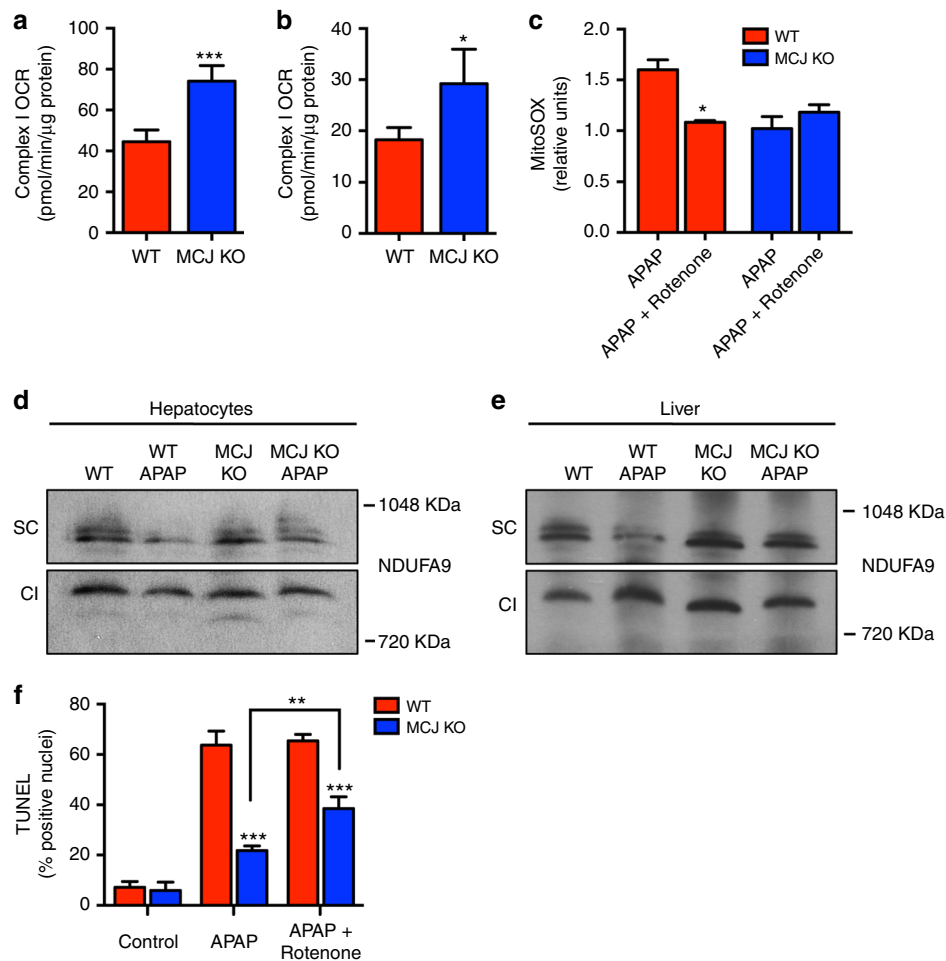 a
Complex I OCR
(pmol/min/μg protein)
100
80
60
40
20
0
***
WT
MCJ KO
b
Complex I OCR
(pmol/min/μg protein)
40
30
20
10
0
*
WT
MCJ KO
c
MitoSOX
(relative units)
2.0
1.5
1.0
0.5
0.0
*
WT
MCJ KO
APAP
APAP + Rotenone
APAP
APAP + Rotenone
d
Hepatocytes
WT
WT
APAP
MCJ
KO
MCJ KO
APAP
SC
CI
1048 KDa
NDUFA9
720 KDa
e
Liver
WT
WT
APAP
MCJ
KO
MCJ KO
APAP
SC
CI
1048 KDa
NDUFA9
720 KDa
f
TUNEL
(% positive nuclei)
80
60
40
20
0
**
***
***
WT
MCJ KO
Control
APAP
APAP +
Rotenone